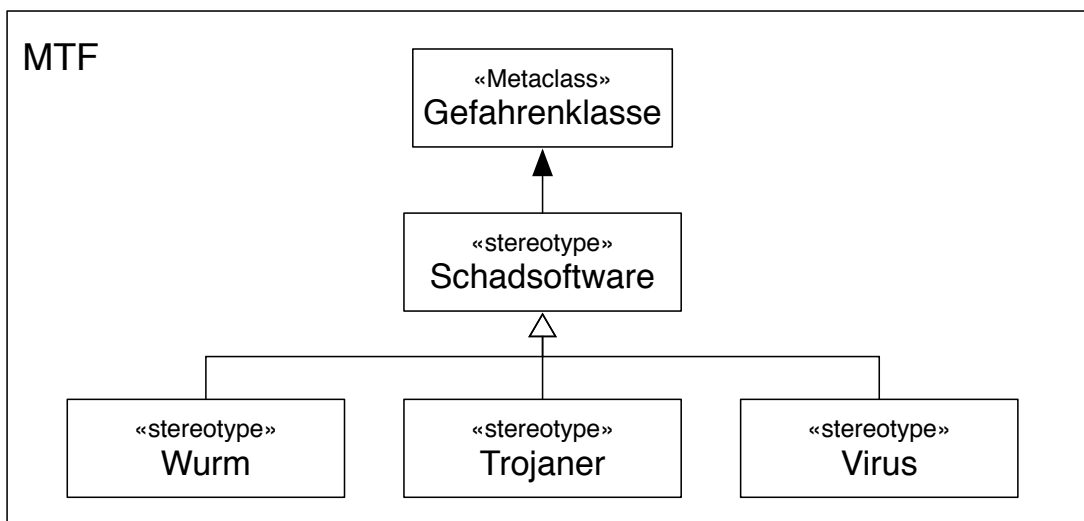 MTF
«Metaclass»
Gefahrenklasse
«stereotype»
Schadsoftware
«stereotype»
Wurm
«stereotype»
Trojaner
«stereotype»
Virus